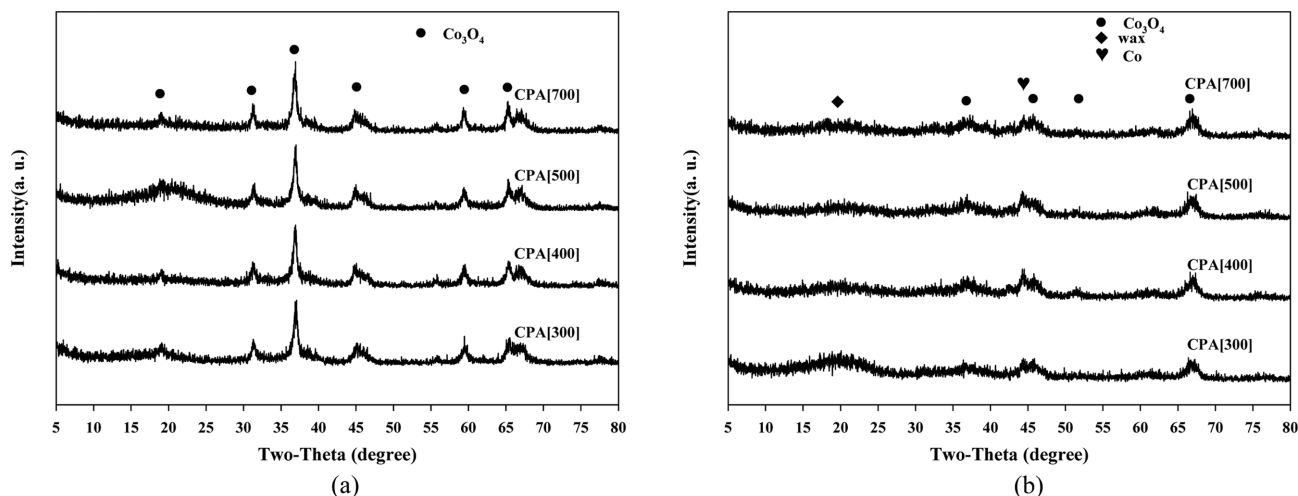 Co3O4
CPA[700]
CPA[500]
CPA[400]
CPA[300]
Intensity(a. u.)
5 10 15 20 25 30 35 40 45 50 55 60 65 70 75 80
Two-Theta (degree)
(a)
Co3O4
wax
Co
CPA[700]
CPA[500]
CPA[400]
CPA[300]
Intensity(a. u.)
5 10 15 20 25 30 35 40 45 50 55 60 65 70 75 80
Two-Theta (degree)
(b)